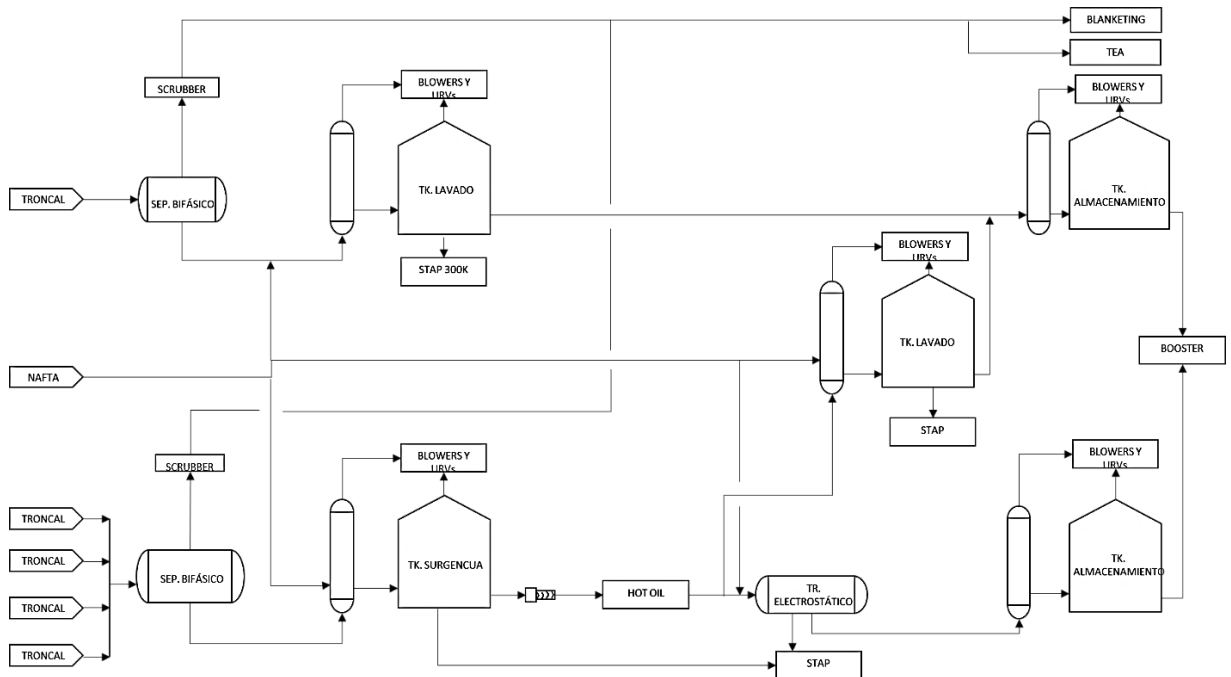 BLANKETING
TEA
SCRUBBER
BLOWERS Y
URVs
BLOWERS Y
URVs
TRONCAL
SEP. BIFÁSICO
TK. LAVADO
TK.
ALMACENAMIENTO
STAP 300K
BLOWERS Y
URVs
TK. LAVADO
BOOSTER
NAFTA
STAP
SCRUBBER
BLOWERS Y
URVs
BLOWERS Y
URVs
TRONCAL
TRONCAL
TRONCAL
TRONCAL
SEP. BIFÁSICO
TK. SURGENCUA
HOT OIL
TR.
ELECTROSTÁTICO
TK.
ALMACENAMIENTO
STAP